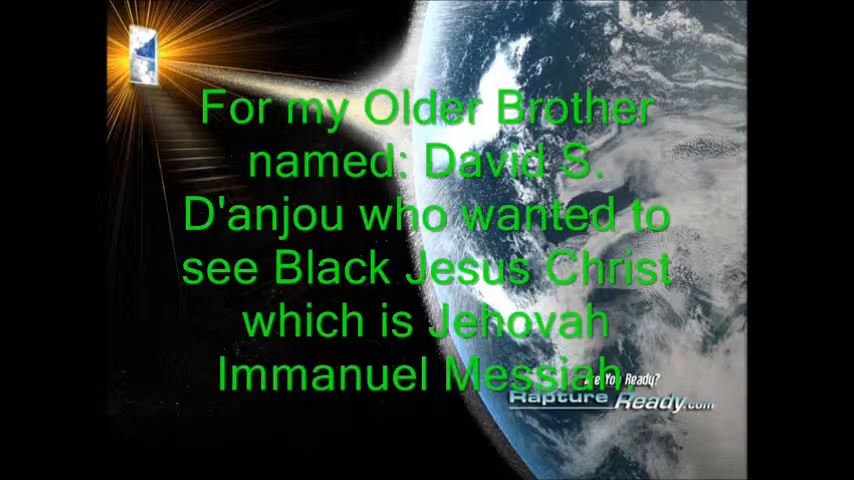 For my Older Brother
named: David S.
D'anjou who wanted to
see Black Jesus Christ
which is Jehovah
Immanuel Messiah.
Are You Ready?
Rapture Ready.com